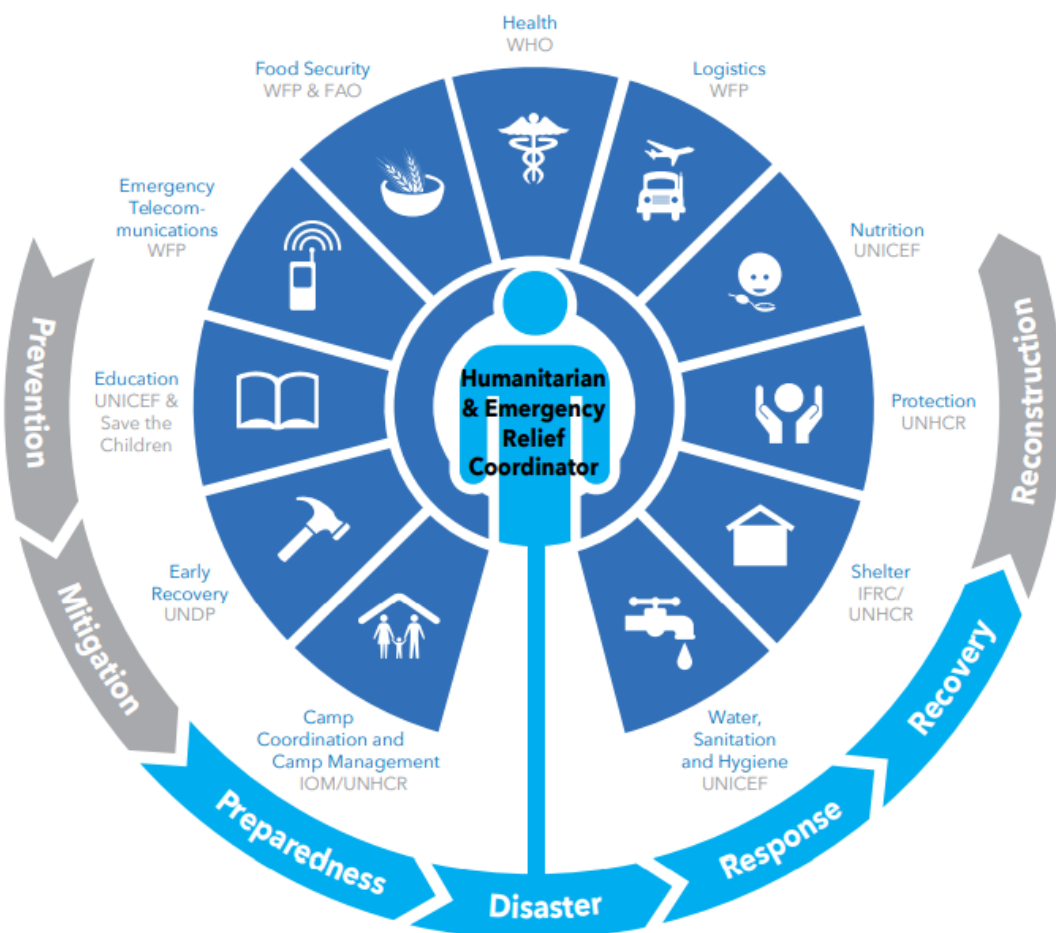 Health
WHO
Logistics
WFP
Nutrition
UNICEF
Protection
UNHCR
Shelter
IFRC/
UNHCR
Water,
Sanitation
and Hygiene
UNICEF
Camp
Coordination and
Camp Management
IOM/UNHCR
Early
Recovery
UNDP
Education
UNICEF &
Save the
Children
Emergency
Telecom-
munications
WFP
Food Security
WFP & FAO
Humanitarian
& Emergency
Relief
Coordinator
Prevention
Mitigation
Preparedness
Disaster
Response
Recovery
Reconstruction